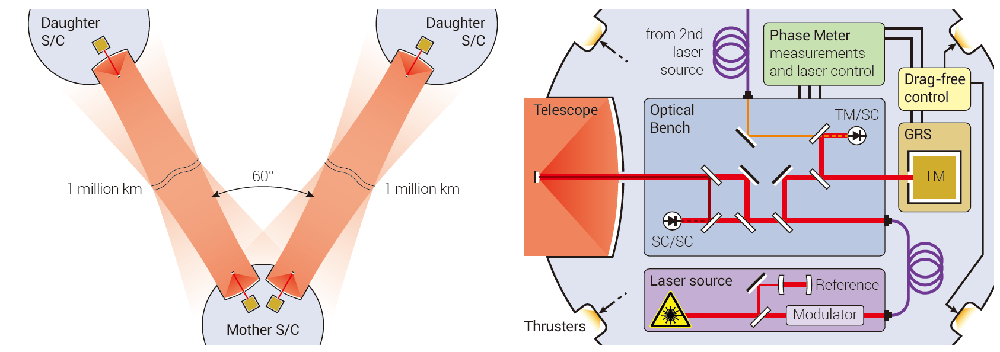 Daughter
S/C
Daughter
S/C
1 million km
60°
1 million km
Mother S/C
from 2nd
laser
source
Phase Meter
measurements
and laser control
Drag-free
control
Telescope
Optical
Bench
TM/SC
GRS
TM
SC/SC
Laser source
Reference
Modulator
Thrusters